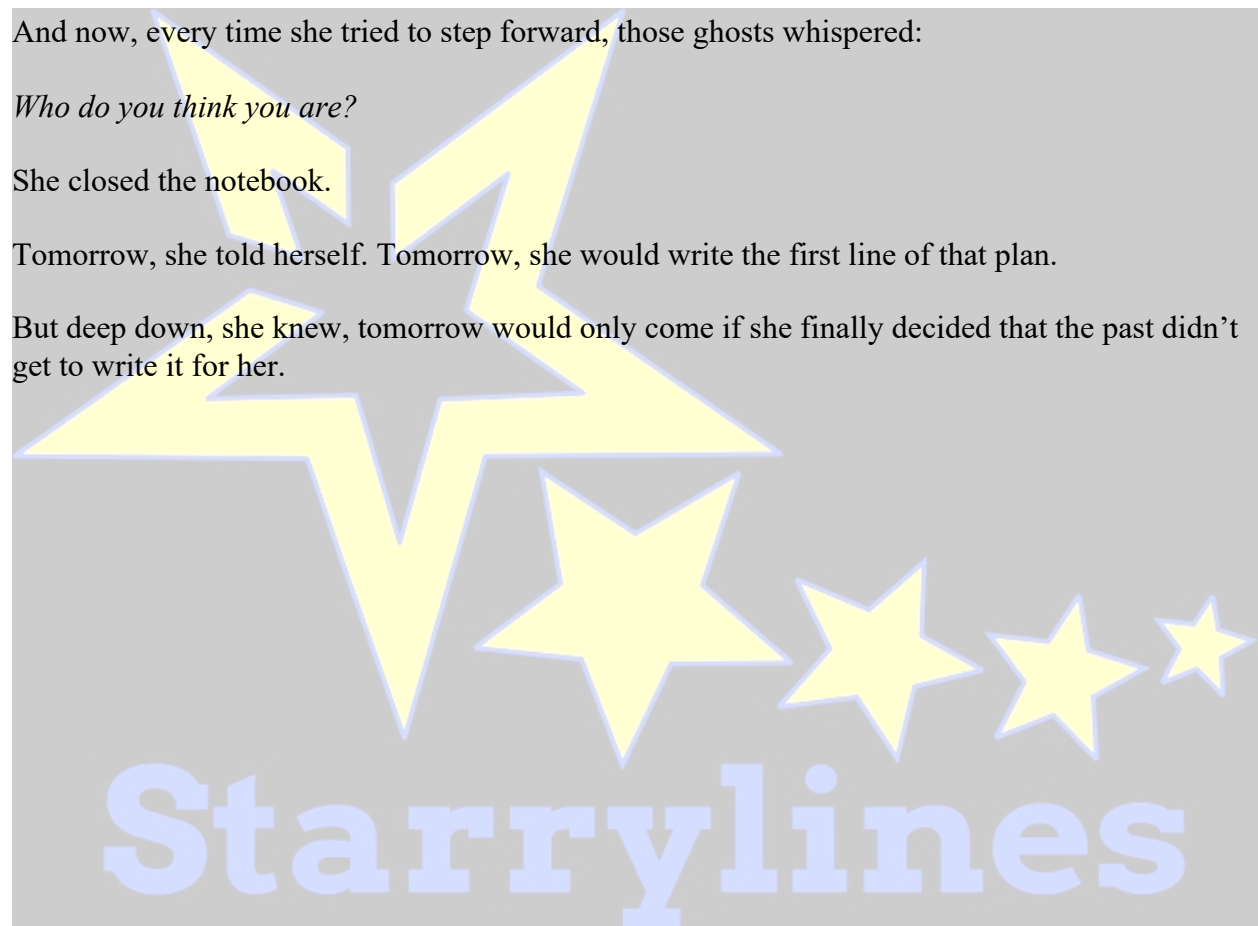 And now, every time she tried to step forward, those ghosts whispered:
Who do you think you are?
She closed the notebook.
Tomorrow, she told herself. Tomorrow, she would write the first line of that plan.
But deep down, she knew, tomorrow would only come if she finally decided that the past didn’t
get to write it for her.
Starrylines